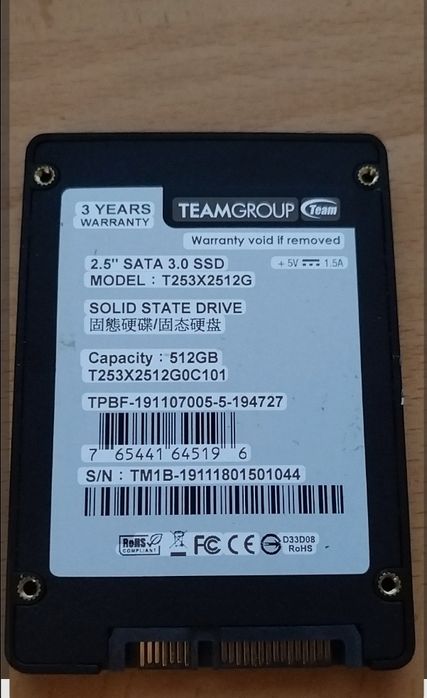 3 YEARS
WARRANTY
TEAMGROUP Team
Warranty void if removed
2.5" SATA 3.0 SSD
+5V ⎓ 1.5A
MODEL : T253X2512G
SOLID STATE DRIVE
固態硬碟/固态硬盘
Capacity : 512GB
T253X2512G0C101
TPBF-191107005-5-194727
7 65441 64519 6
S/N : TM1B-19111801501044
RoHS
COMPLIANT
FC CE
D33D08
RoHS